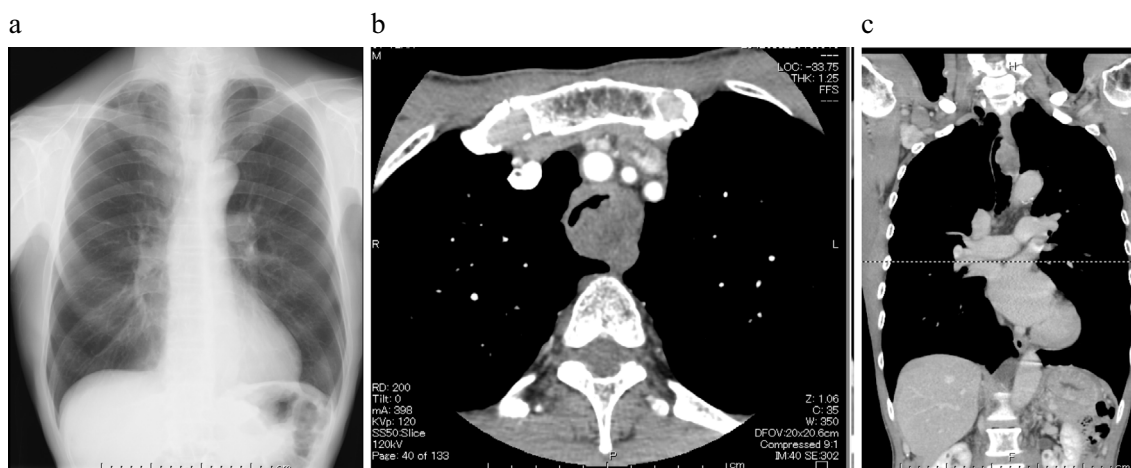 a
b
c
M
LOC: -33.75
THK: 1.25
FFS
---
---
R
L
RD: 200
Tilt: 0
mA: 398
KVp: 120
SS50:Slice
120kV
Page: 40 of 133
Z: 1.06
C: 35
W: 350
DFOV:20x20.6cm
Compressed 9:1
IM:40 SE:302
P
cm
H
F
cm